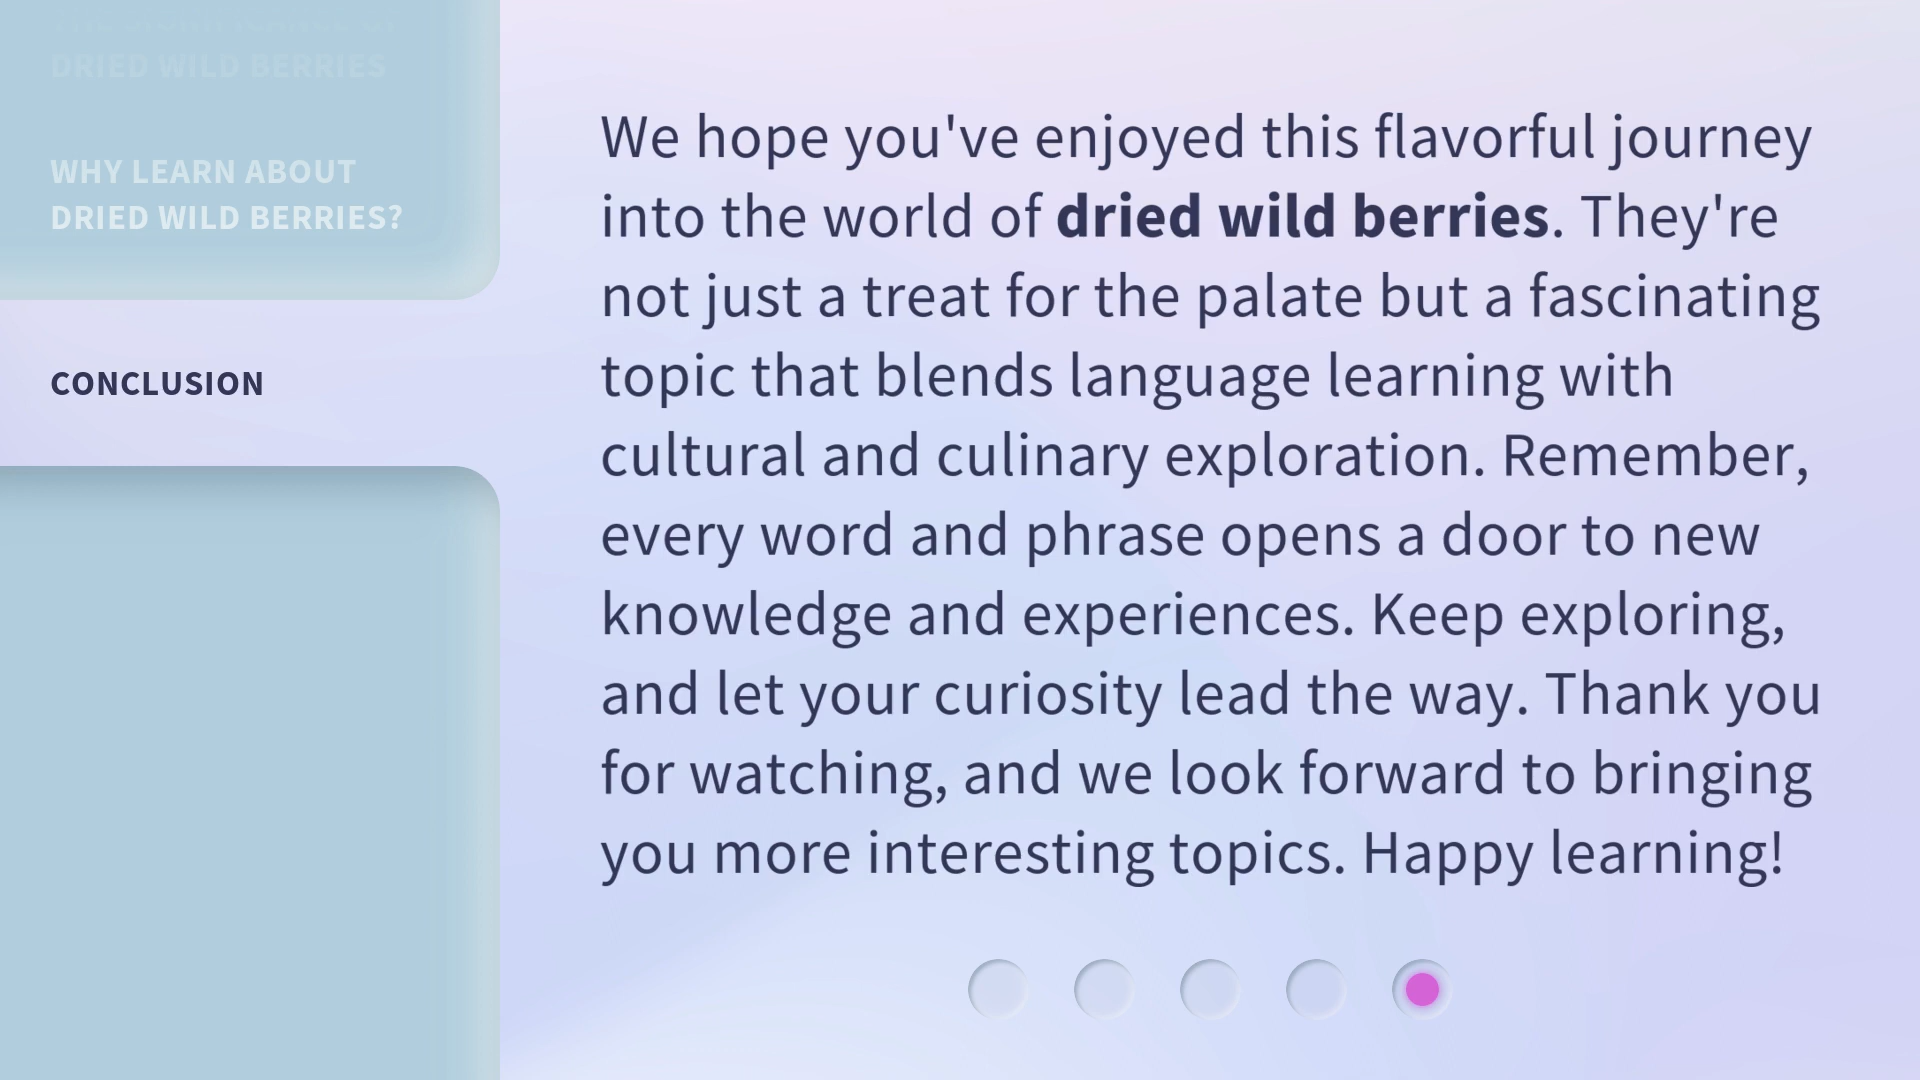 THE SIGNIFICANCE OF
DRIED WILD BERRIES
WHY LEARN ABOUT
DRIED WILD BERRIES?
CONCLUSION
We hope you've enjoyed this flavorful journey
into the world of dried wild berries. They're
not just a treat for the palate but a fascinating
topic that blends language learning with
cultural and culinary exploration. Remember,
every word and phrase opens a door to new
knowledge and experiences. Keep exploring,
and let your curiosity lead the way. Thank you
for watching, and we look forward to bringing
you more interesting topics. Happy learning!